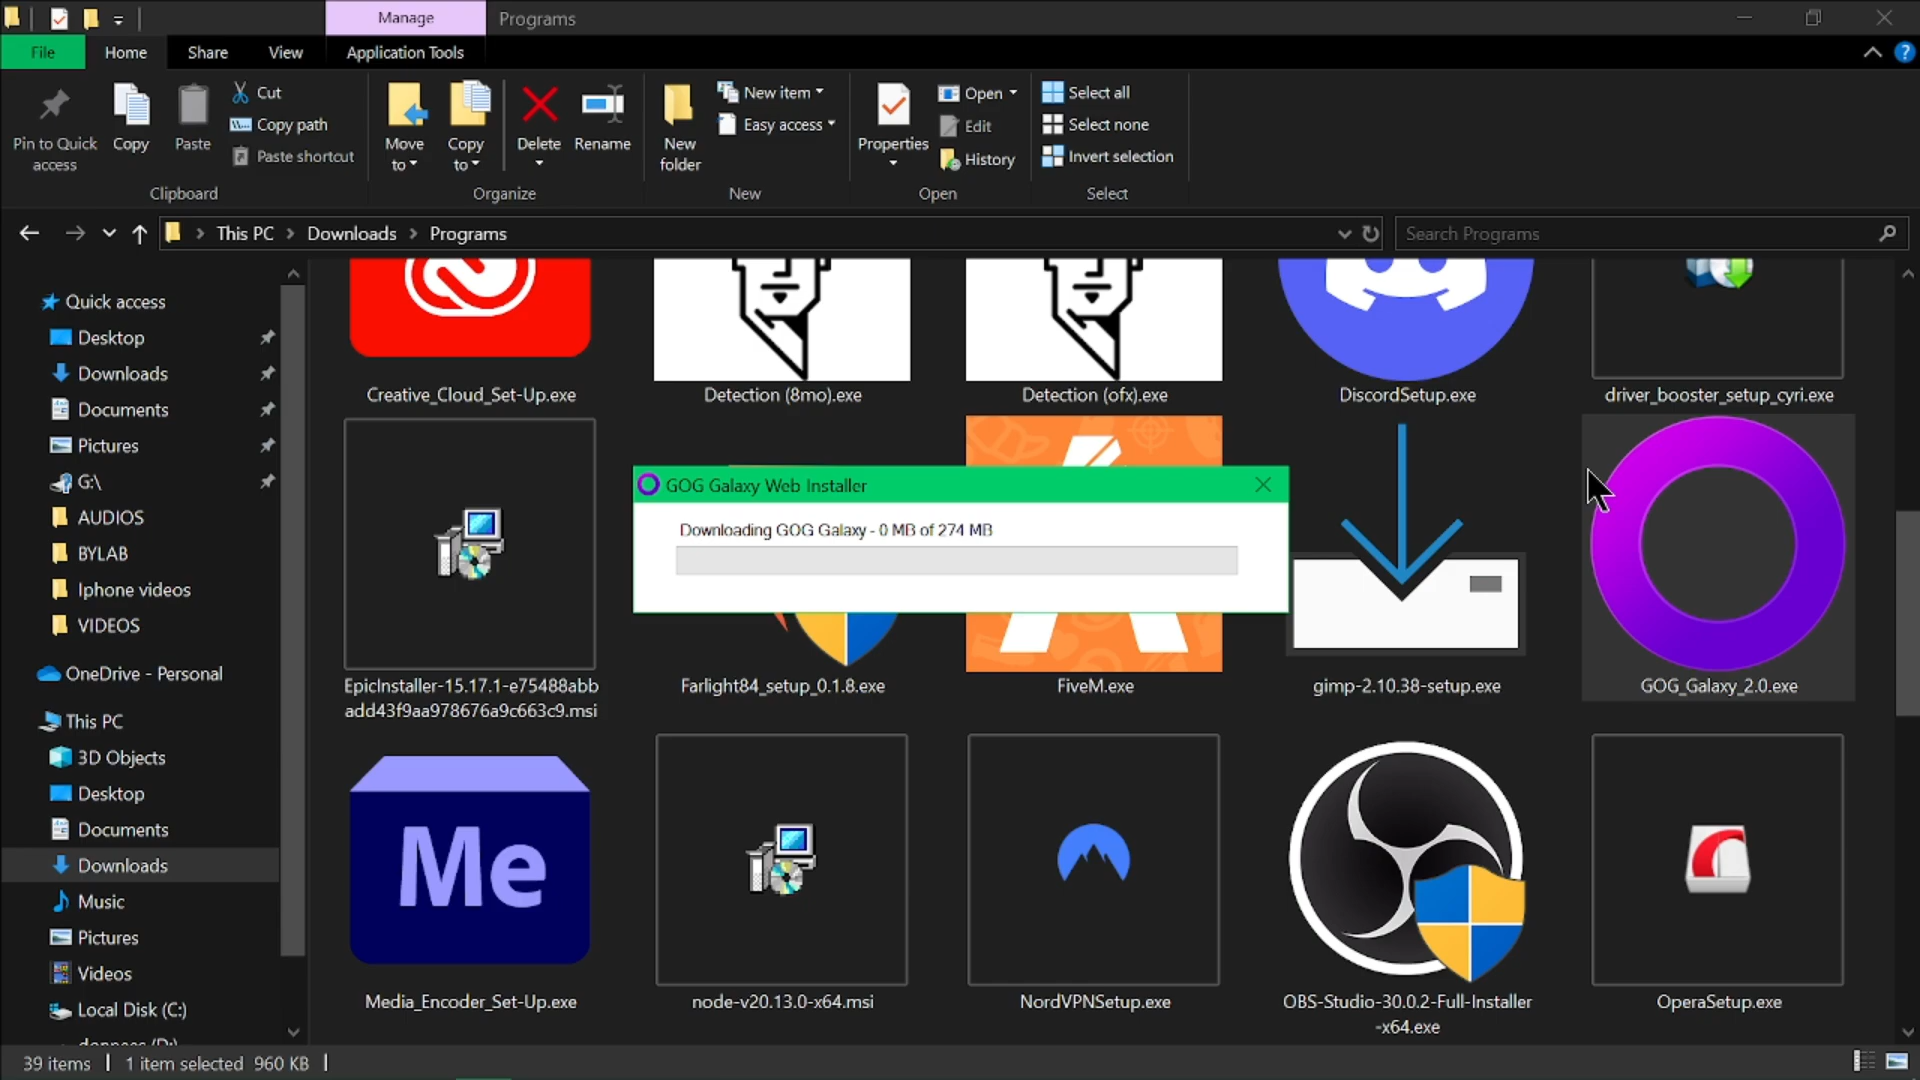 Manage
Programs
File
Home
Share
View
Application Tools
Pin to Quick
access
Copy
Paste
Cut
Copy path
Paste shortcut
Clipboard
Move
to
Copy
to
Delete
Rename
Organize
New
folder
New item
Easy access
New
Properties
Open
Edit
History
Open
Select all
Select none
Invert selection
Select
This PC > Downloads > Programs
Search Programs
Quick access
Desktop
Downloads
Documents
Pictures
G:\
AUDIOS
BYLAB
Iphone videos
VIDEOS
OneDrive - Personal
This PC
3D Objects
Desktop
Documents
Downloads
Music
Pictures
Videos
Local Disk (C:)
Creative_Cloud_Set-Up.exe
Detection (8mo).exe
Detection (ofx).exe
DiscordSetup.exe
driver_booster_setup_cyri.exe
GOG Galaxy Web Installer
Downloading GOG Galaxy - 0 MB of 274 MB
EpicInstaller-15.17.1-e75488abb
add43f9aa978676a9c663c9.msi
Farlight84_setup_0.1.8.exe
FiveM.exe
gimp-2.10.38-setup.exe
GOG_Galaxy_2.0.exe
Me
Media_Encoder_Set-Up.exe
node-v20.13.0-x64.msi
NordVPNSetup.exe
OBS-Studio-30.0.2-Full-Installer
-x64.exe
OperaSetup.exe
39 items
1 item selected 960 KB